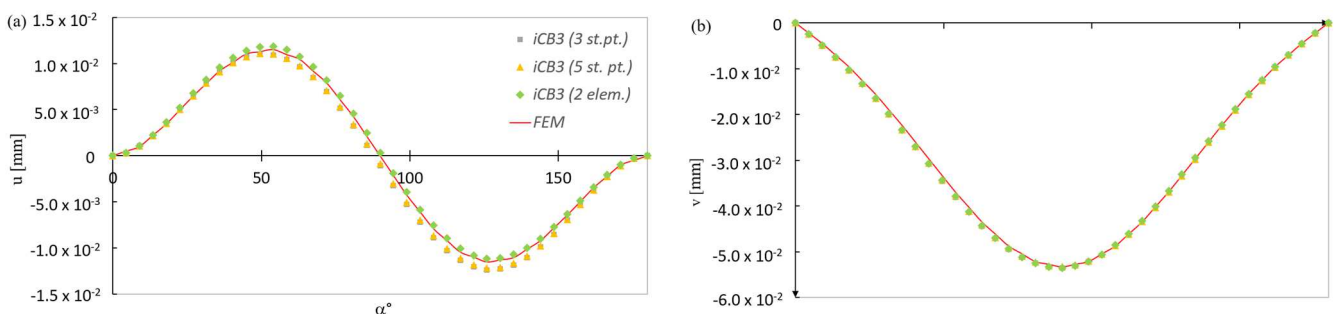 (a)
1.5 x 10⁻²
1.0 x 10⁻²
5.0 x 10⁻³
0
-5.0 x 10⁻³
-1.0 x 10⁻²
-1.5 x 10⁻²
u [mm]
0
50
100
150
α°
iCB3 (3 st.pt.)
iCB3 (5 st. pt.)
iCB3 (2 elem.)
FEM
(b)
0
-1.0 x 10⁻²
-2.0 x 10⁻²
-3.0 x 10⁻²
-4.0 x 10⁻²
-5.0 x 10⁻²
-6.0 x 10⁻²
v [mm]